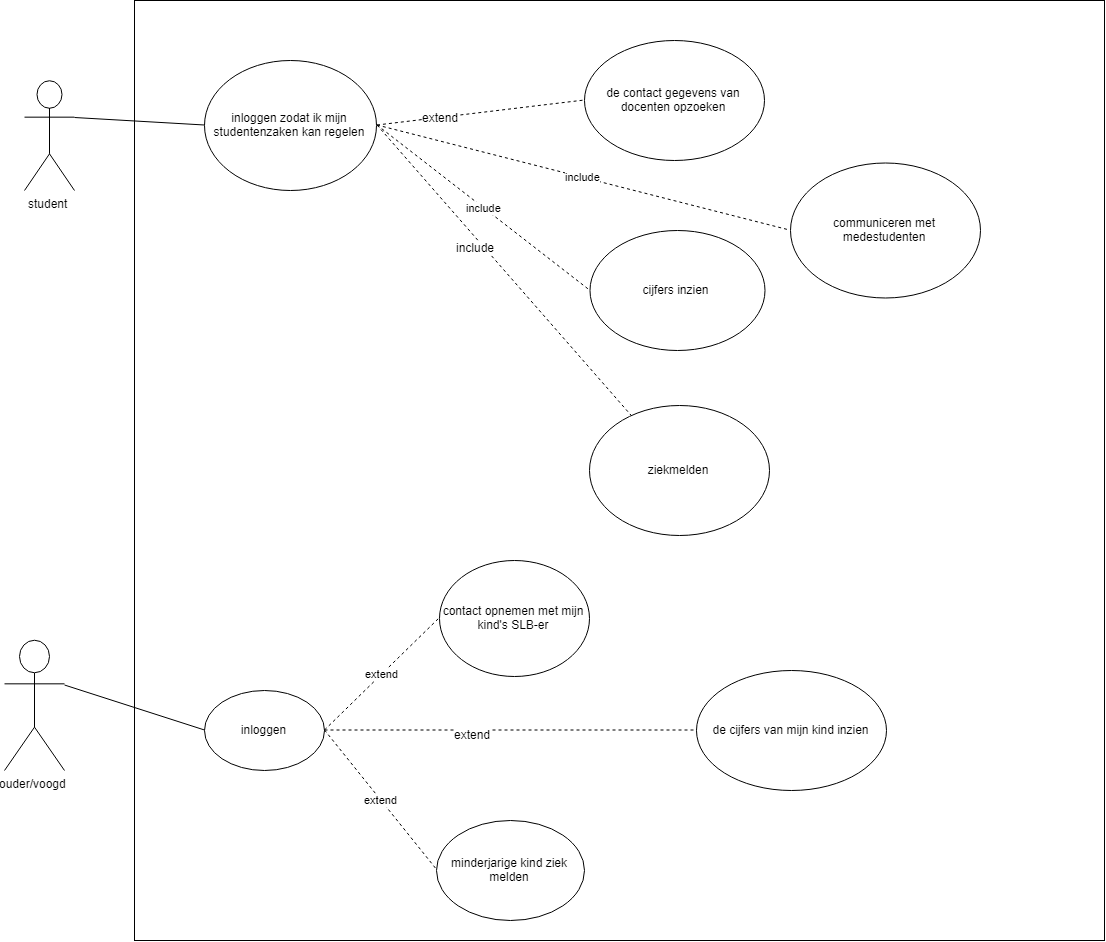 inloggen zodat ik mijn
studentenzaken kan regelen
extend
de contact gegevens van
docenten opzoeken
include
communiceren met
medestudenten
student
include
include
cijfers inzien
ziekmelden
contact opnemen met mijn
kind's SLB-er
extend
inloggen
extend
de cijfers van mijn kind inzien
ouder/voogd
extend
minderjarige kind ziek
melden